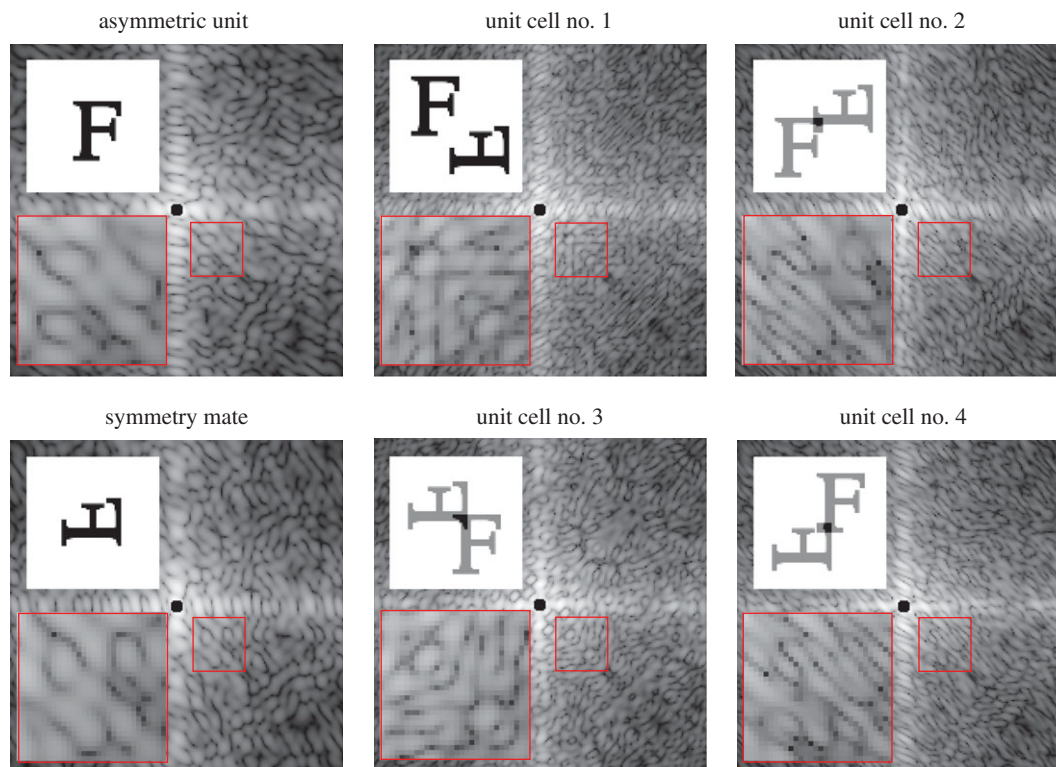 asymmetric unit
unit cell no. 1
unit cell no. 2
F
F
F
F
F
symmetry mate
unit cell no. 3
unit cell no. 4
F
F
F
F
F